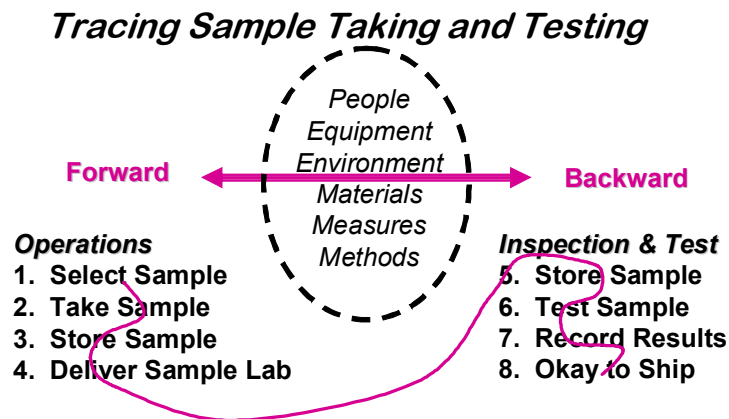 Tracing Sample Taking and Testing
People
Equipment
Environment
Materials
Measures
Methods
Forward
Backward
Operations
1. Select Sample
2. Take Sample
3. Store Sample
4. Deliver Sample Lab
Inspection & Test
5. Store Sample
6. Test Sample
7. Record Results
8. Okay to Ship